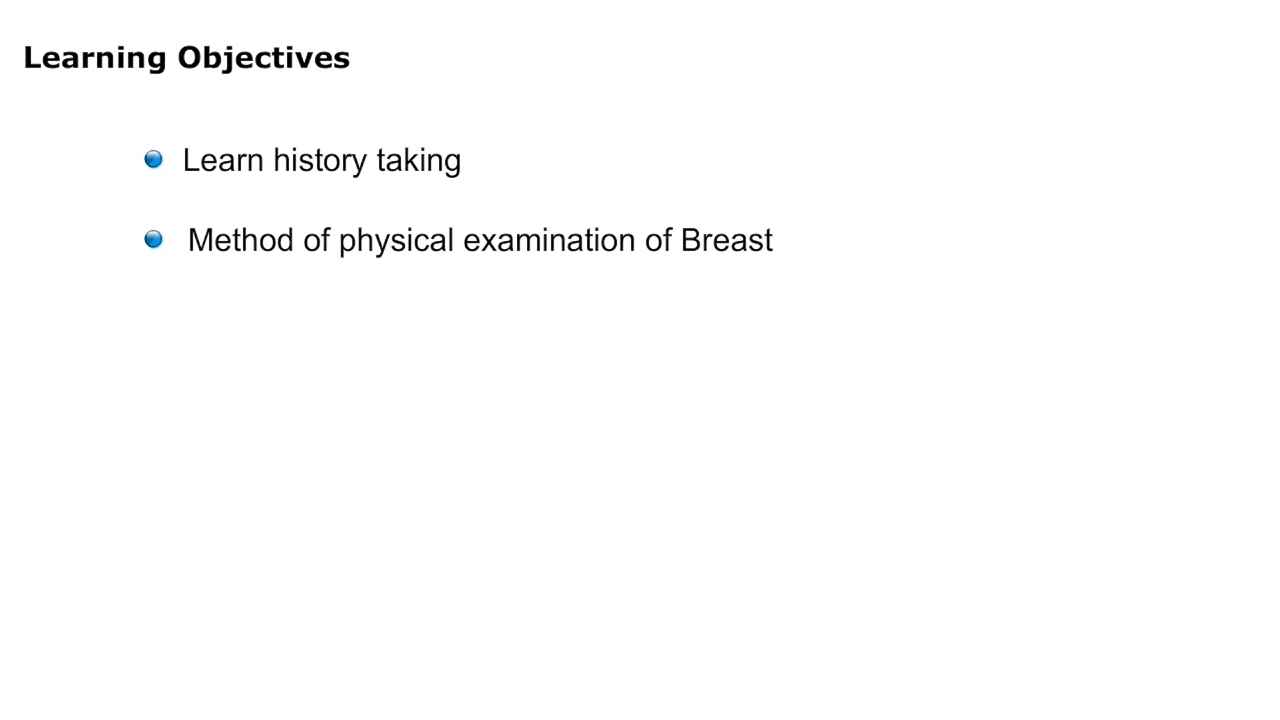 Learning Objectives
Learn history taking
Method of physical examination of Breast